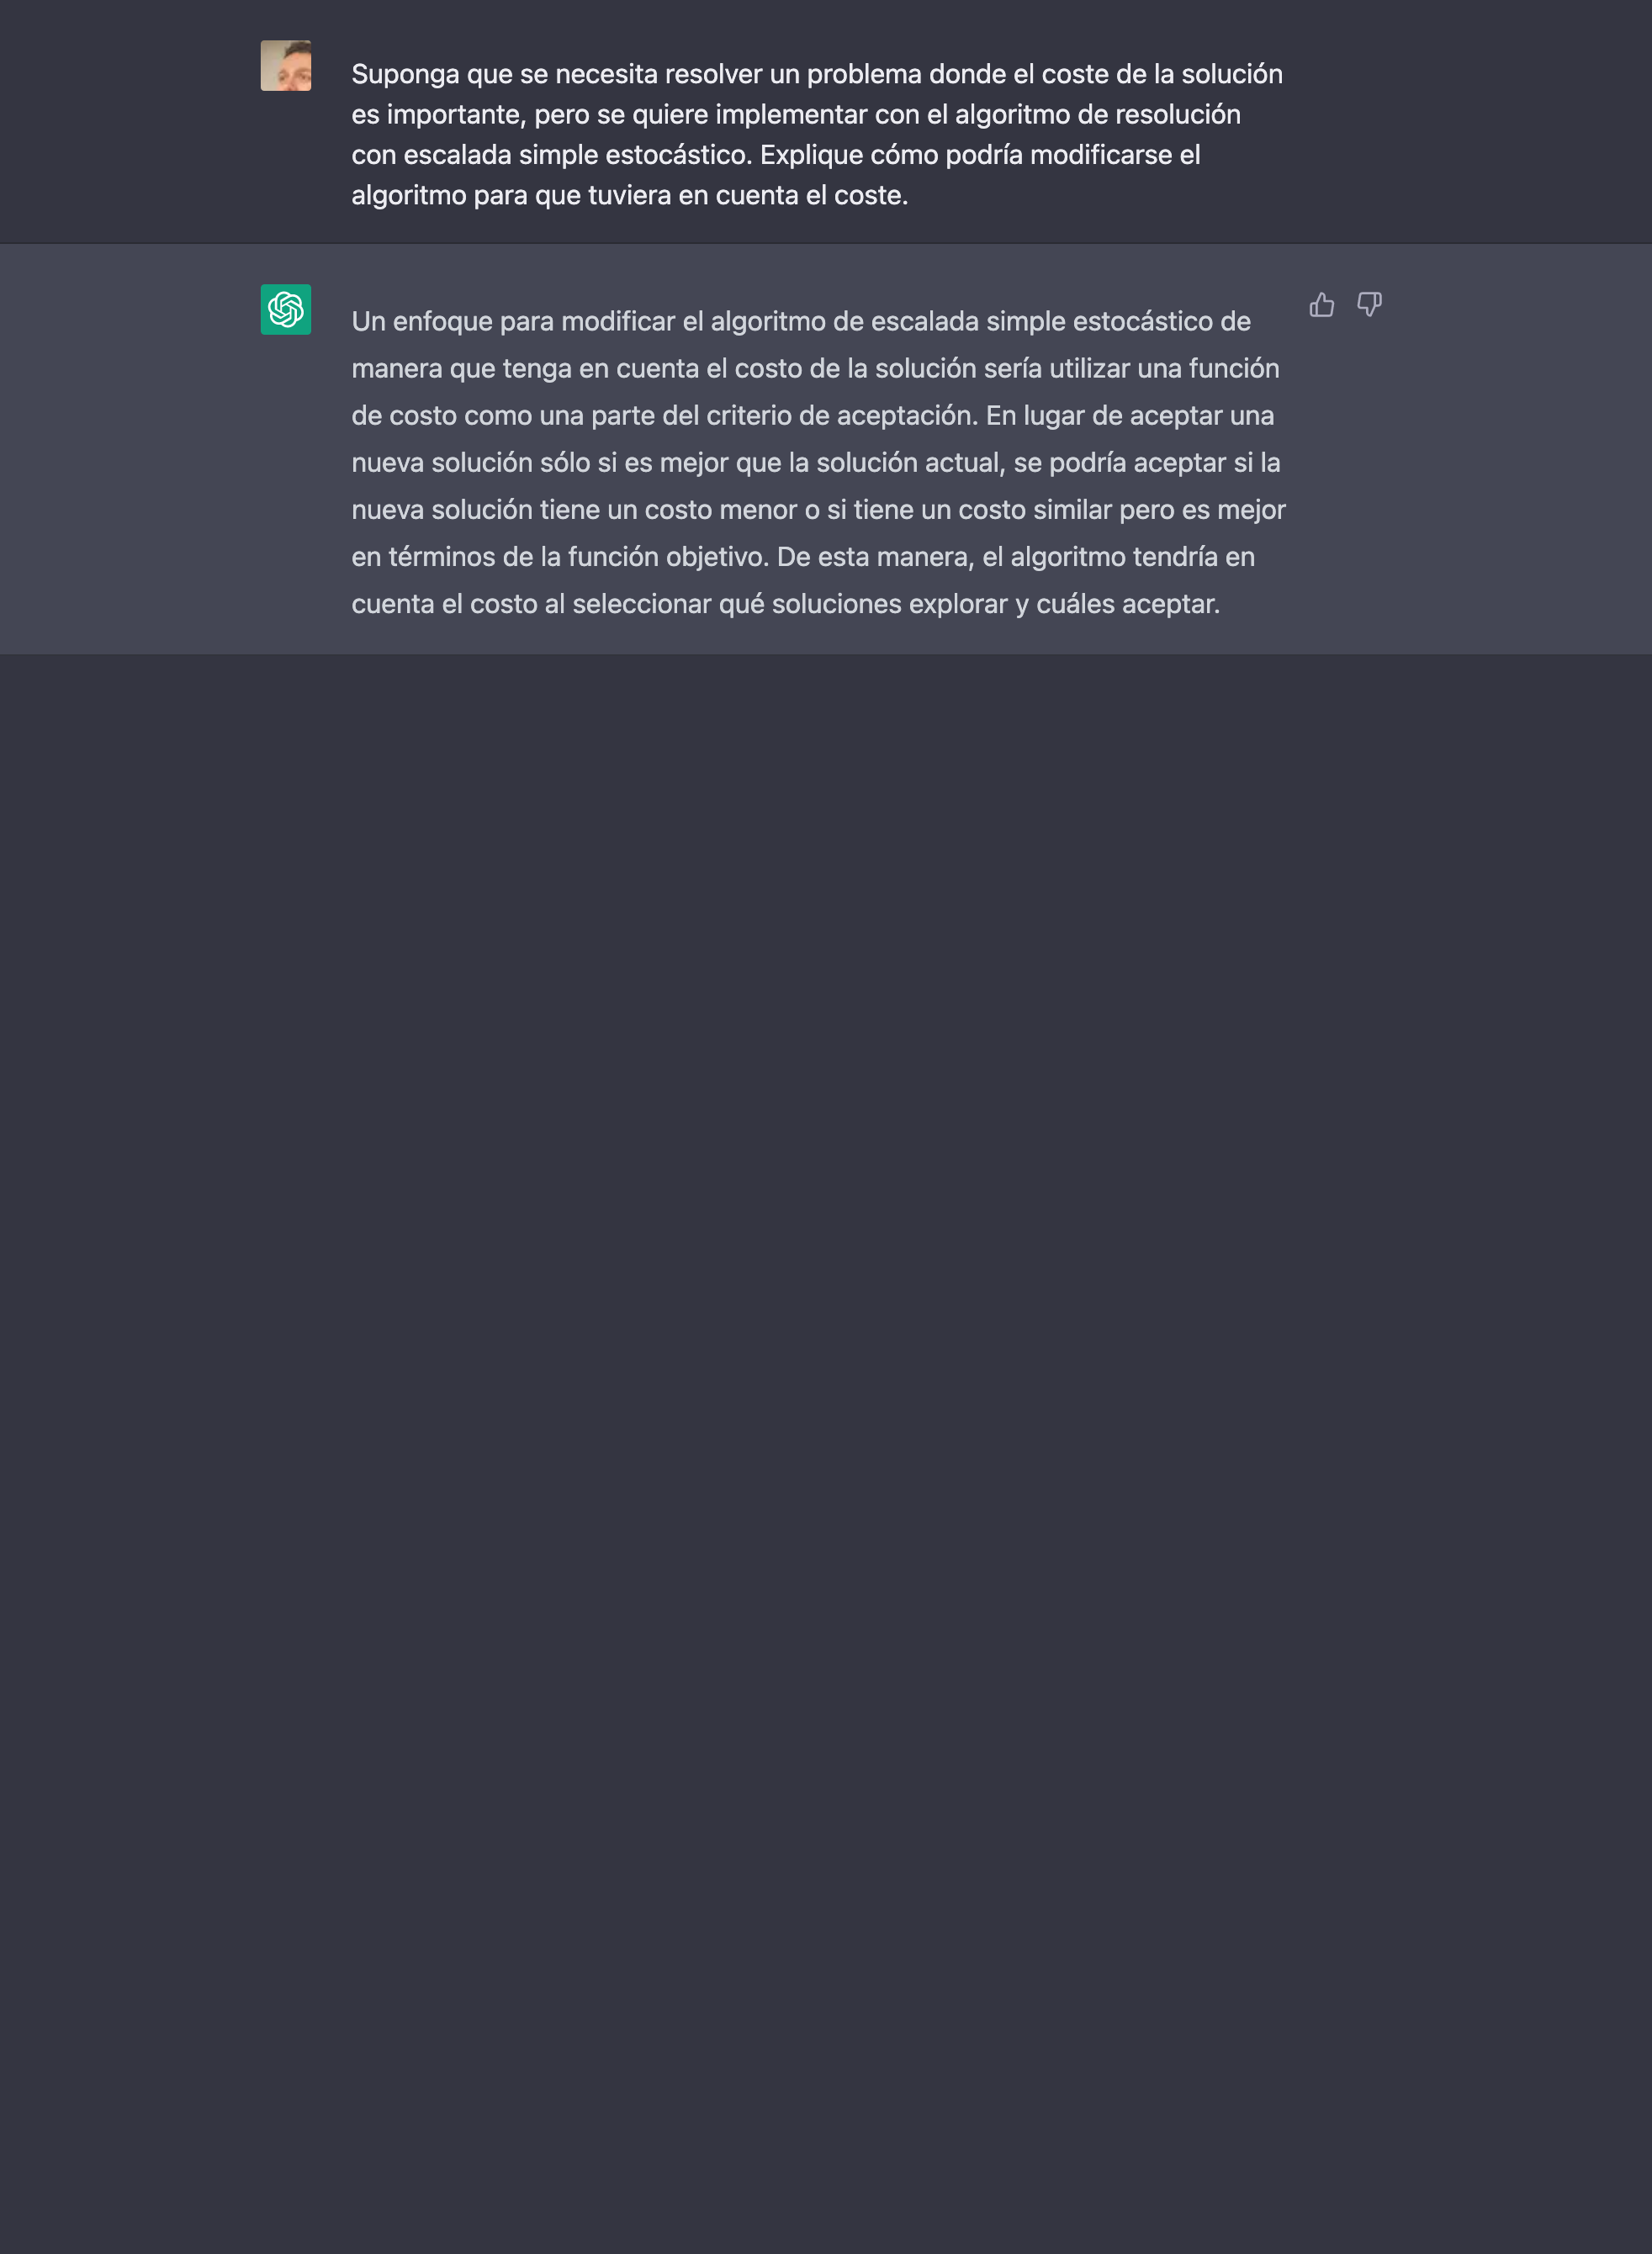 Suponga que se necesita resolver un problema donde el coste de la solución
es importante, pero se quiere implementar con el algoritmo de resolución
con escalada simple estocástico. Explique cómo podría modificarse el
algoritmo para que tuviera en cuenta el coste.
Un enfoque para modificar el algoritmo de escalada simple estocástico de
manera que tenga en cuenta el costo de la solución sería utilizar una función
de costo como una parte del criterio de aceptación. En lugar de aceptar una
nueva solución sólo si es mejor que la solución actual, se podría aceptar si la
nueva solución tiene un costo menor o si tiene un costo similar pero es mejor
en términos de la función objetivo. De esta manera, el algoritmo tendría en
cuenta el costo al seleccionar qué soluciones explorar y cuáles aceptar.